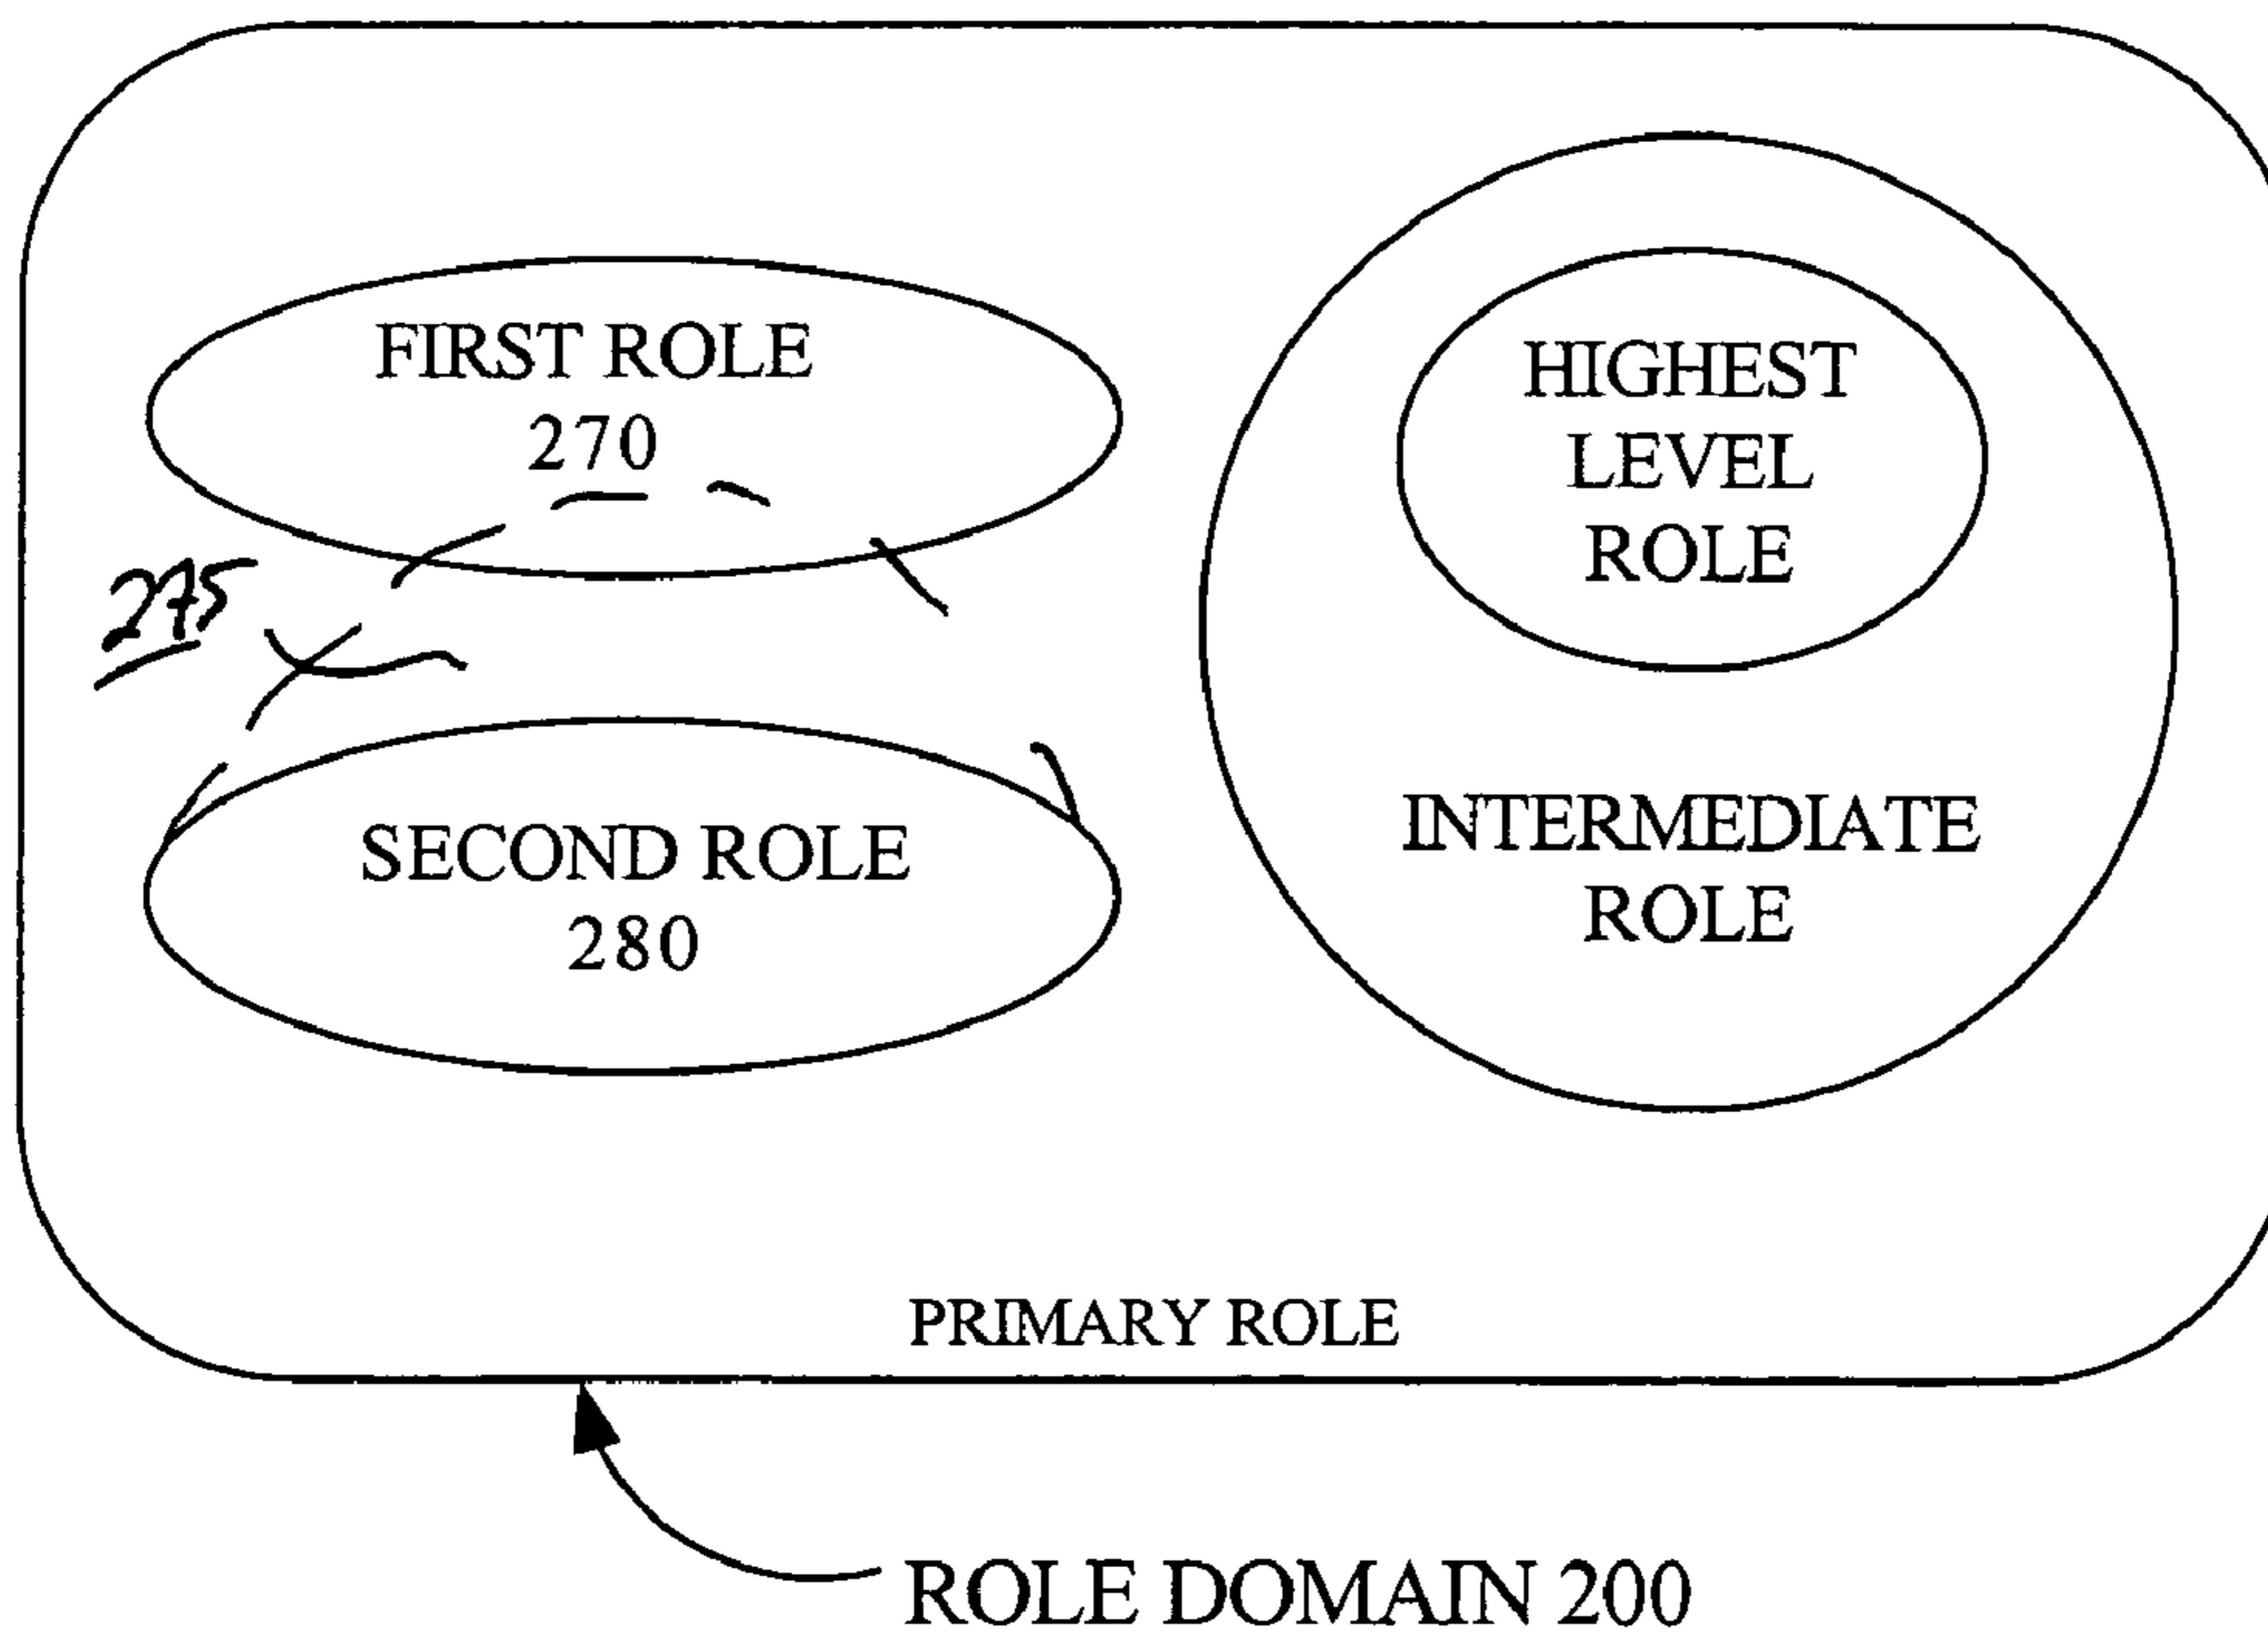 FIRST ROLE
270
275
SECOND ROLE
280
HIGHEST
LEVEL
ROLE
INTERMEDIATE
ROLE
PRIMARY ROLE
ROLE DOMAIN 200